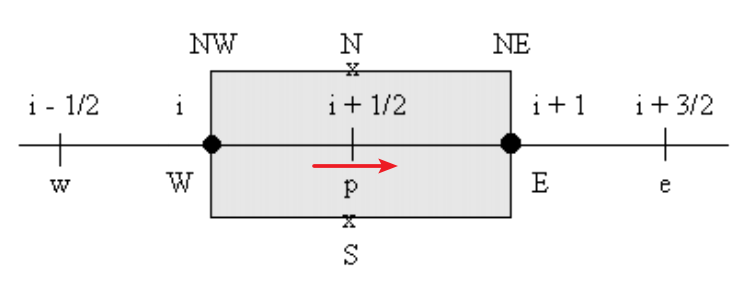 NW N NE
x
i - 1/2 i i + 1/2 i + 1 i + 3/2
w W p E e
x
S